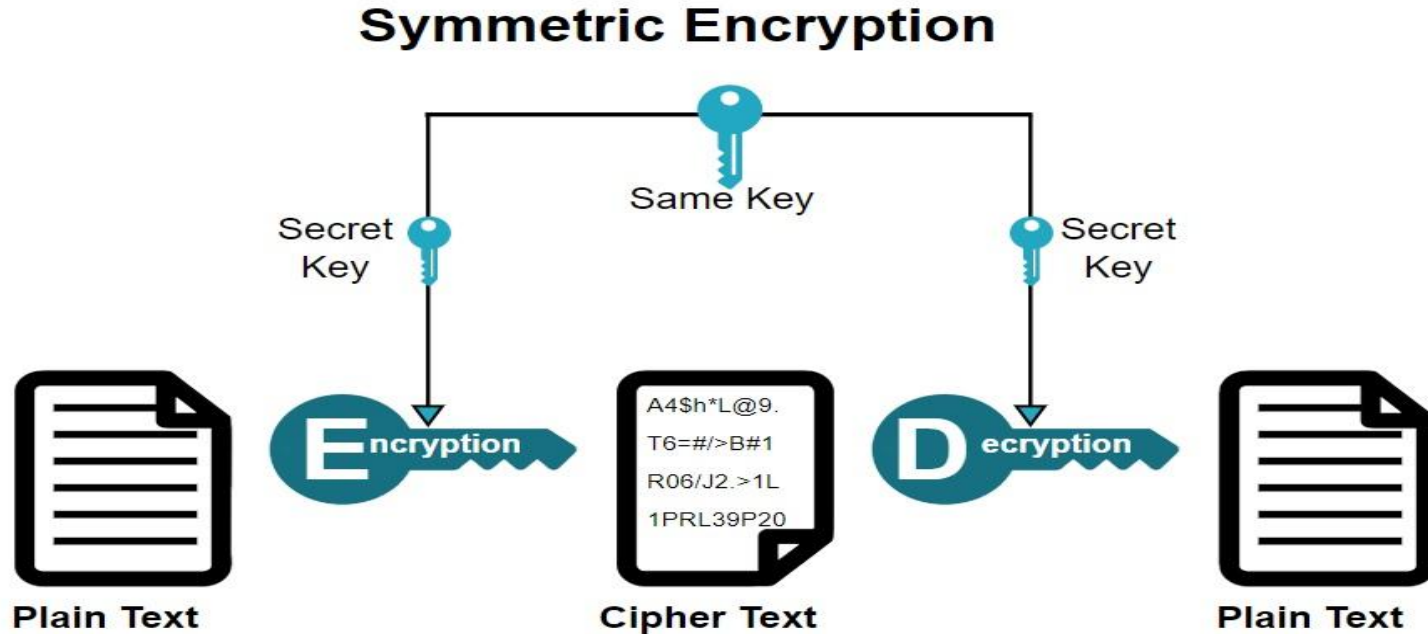 Symmetric Encryption
Same Key
Secret
Key
Secret
Key
Encryption
A4$h*L@9.
T6=#/>B#1
R06/J2.>1L
1PRL39P20
Decryption
Plain Text
Cipher Text
Plain Text